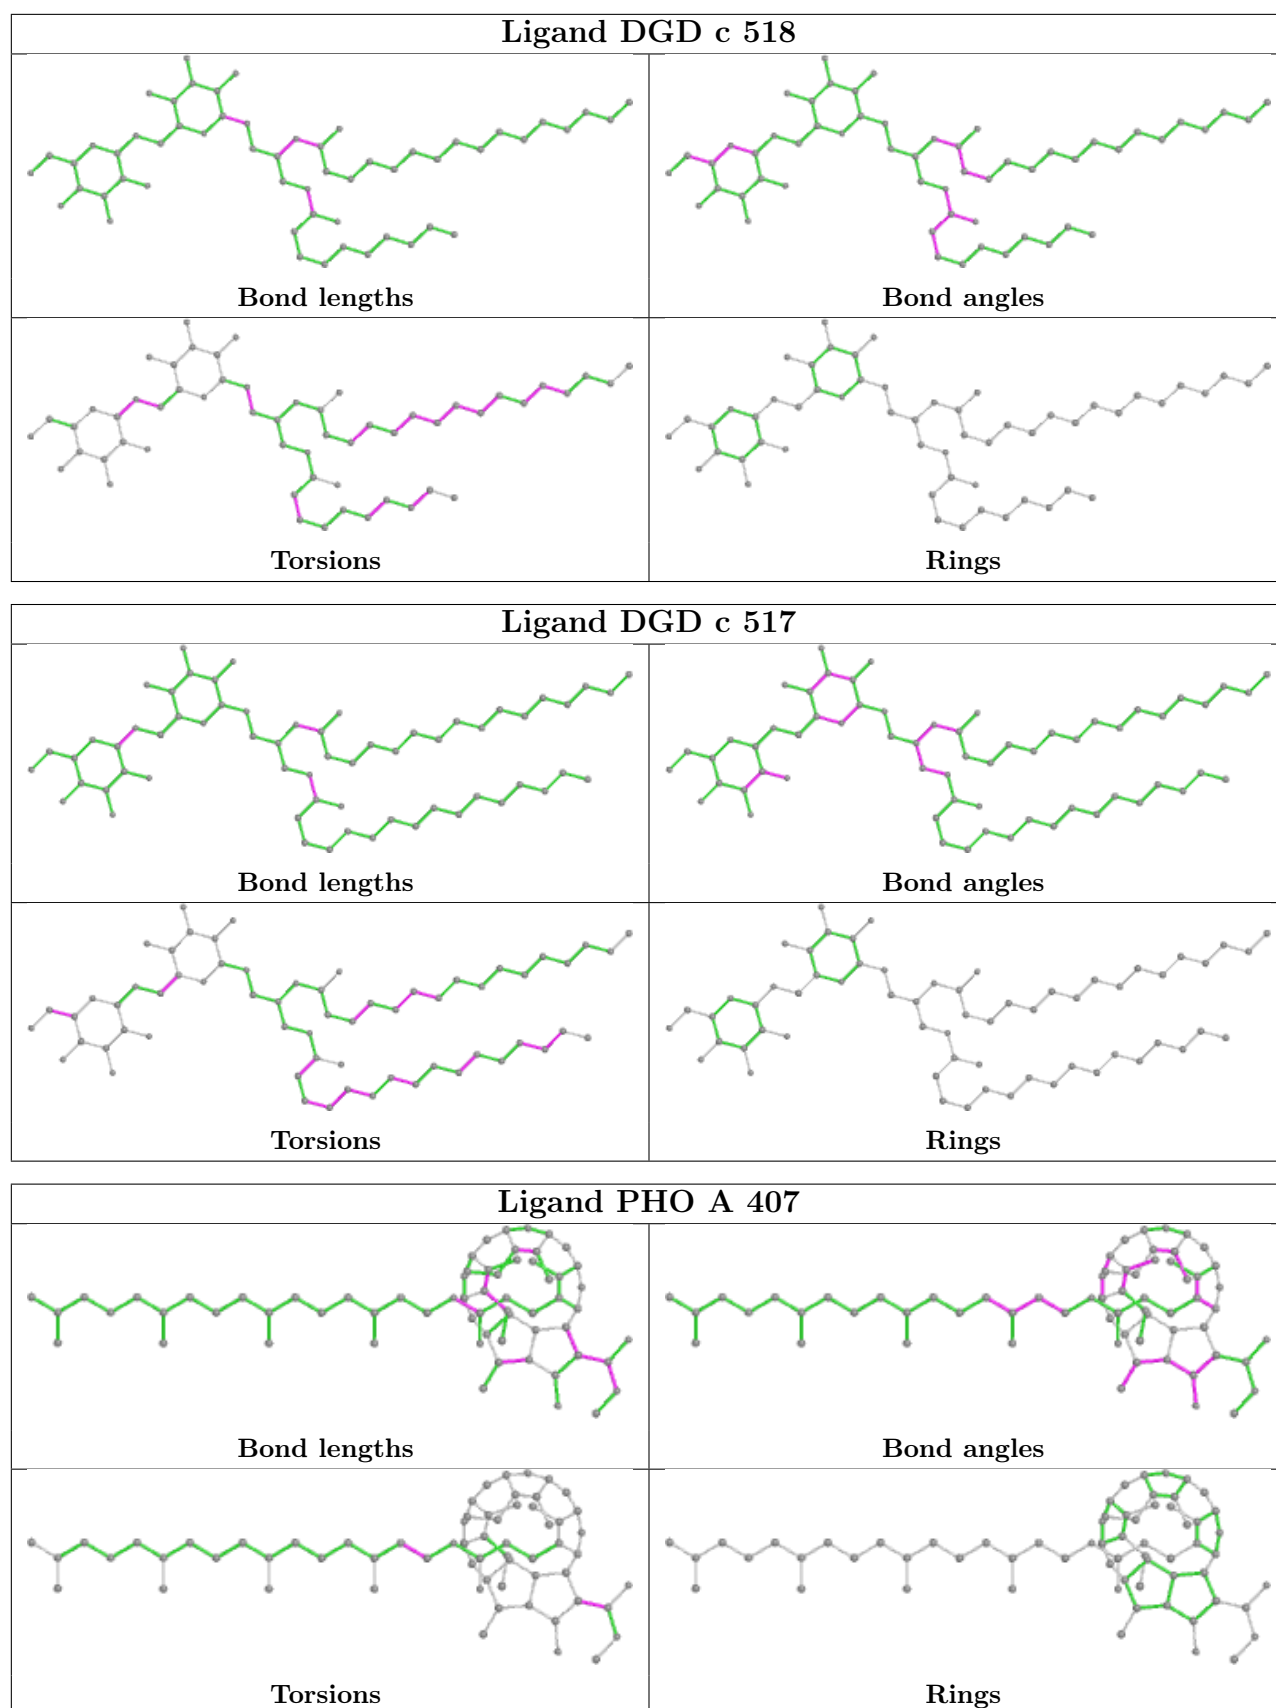 Ligand DGD c 518
Bond lengths
Bond angles
Torsions
Rings
Ligand DGD c 517
Bond lengths
Bond angles
Torsions
Rings
Ligand PHO A 407
Bond lengths
Bond angles
Torsions
Rings